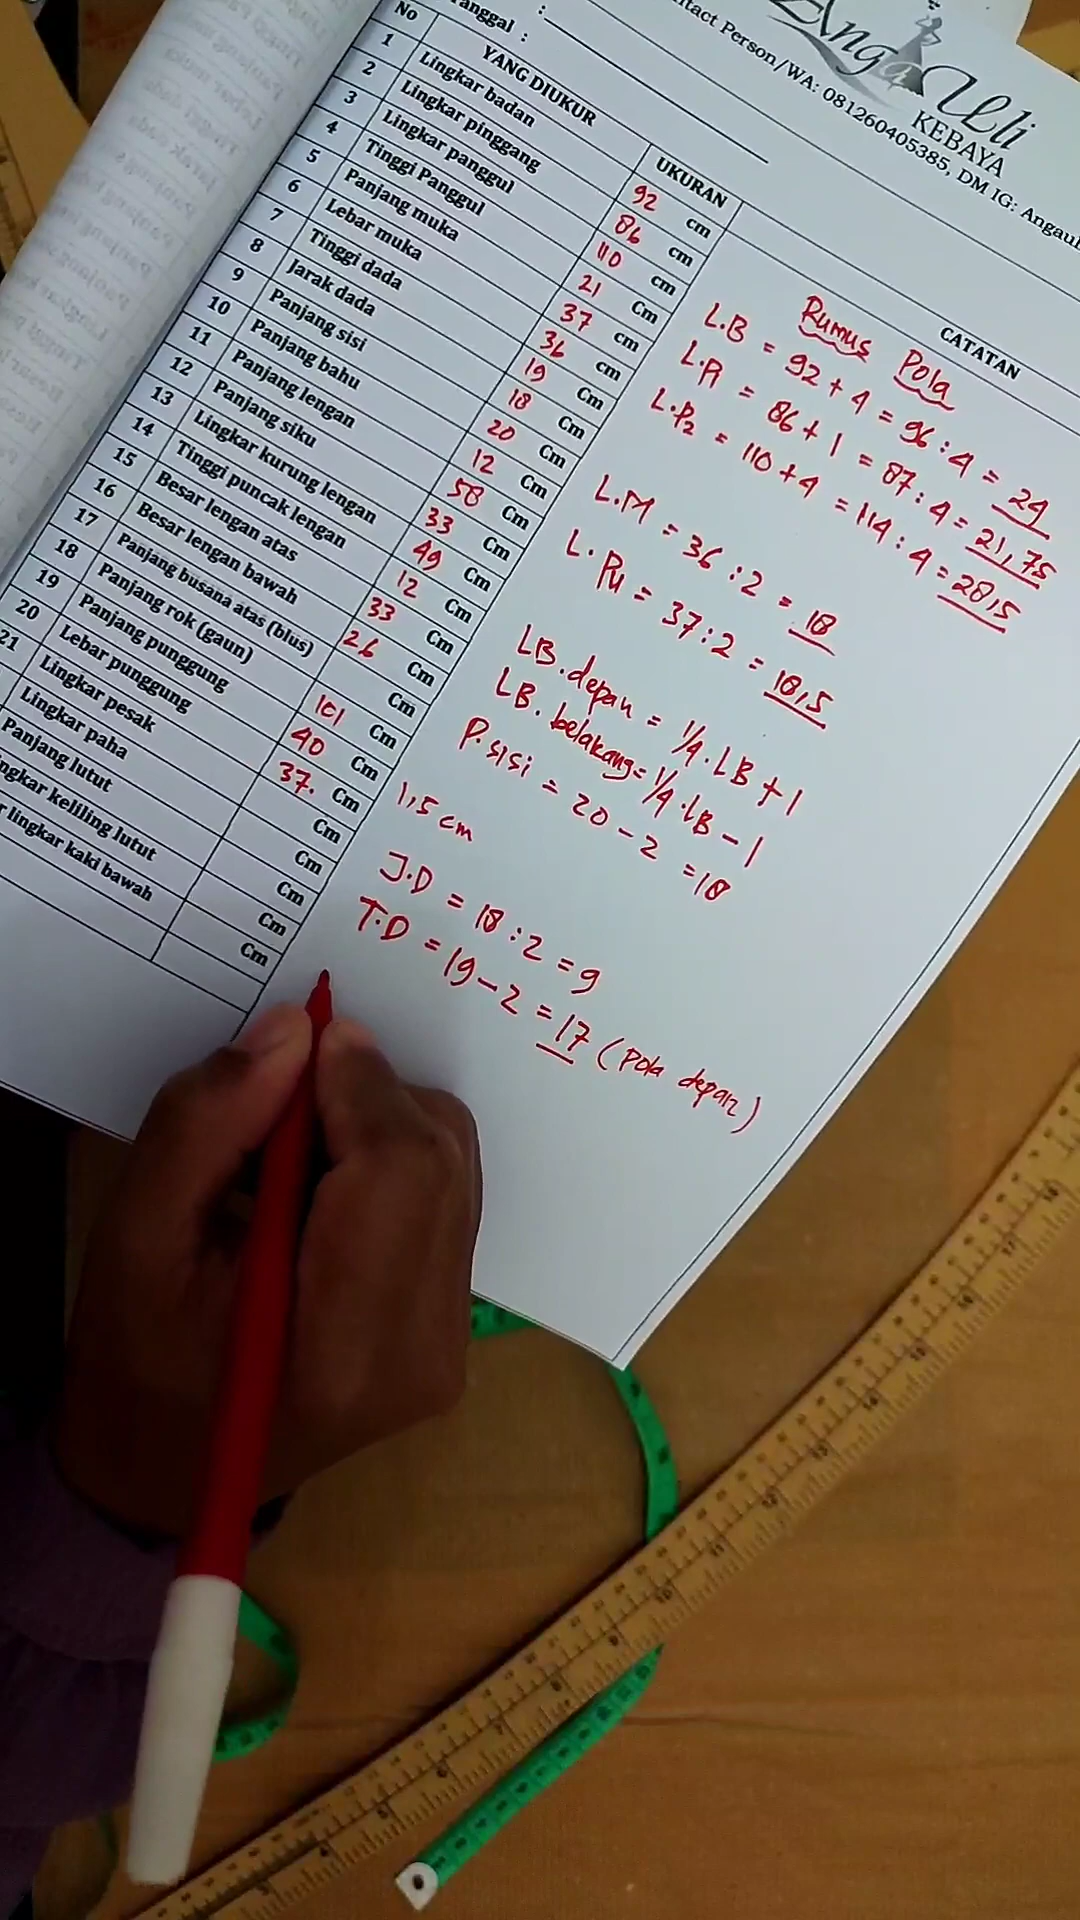 Anga Uli
KEBAYA
ntact Person/WA: 081260405385, DM IG: Angaul
Tanggal :
No YANG DIUKUR UKURAN CATATAN
1 Lingkar badan 92 cm
2 Lingkar pinggang 86 cm
3 Lingkar panggul 110 cm
4 Tinggi Panggul 21 Cm
5 Panjang muka 37 cm
6 Lebar muka 36 cm
7 Tinggi dada 19 Cm
8 Jarak dada 18 Cm
9 Panjang sisi 20 Cm
10 Panjang bahu 12 Cm
11 Panjang lengan 58 Cm
12 Panjang siku 33 Cm
13 Lingkar kurung lengan 49 Cm
14 Tinggi puncak lengan 12 Cm
15 Besar lengan atas 33 Cm
16 Besar lengan bawah 26 Cm
17 Panjang busana atas (blus) Cm
18 Panjang rok (gaun) 101 Cm
19 Panjang punggung 40 Cm
20 Lebar punggung 37. Cm
21 Lingkar pesak Cm
Lingkar paha Cm
Panjang lutut Cm
ngkar keliling lutut Cm
r lingkar kaki bawah Cm
Rumus Pola
L.B = 92 + 4 = 96 : 4 = 24
L.P1 = 86 + 1 = 87 : 4 = 21,75
L.P2 = 110 + 4 = 114 : 4 = 28,5
L.M = 36 : 2 = 18
L.Pu = 37 : 2 = 18,5
LB.depan = 1/4.LB + 1
LB.belakang = 1/4.LB - 1
P.sisi = 20 - 2 = 18
1,5 cm
J.D = 18 : 2 = 9
T.D = 19 - 2 = 17 (Pola depan)